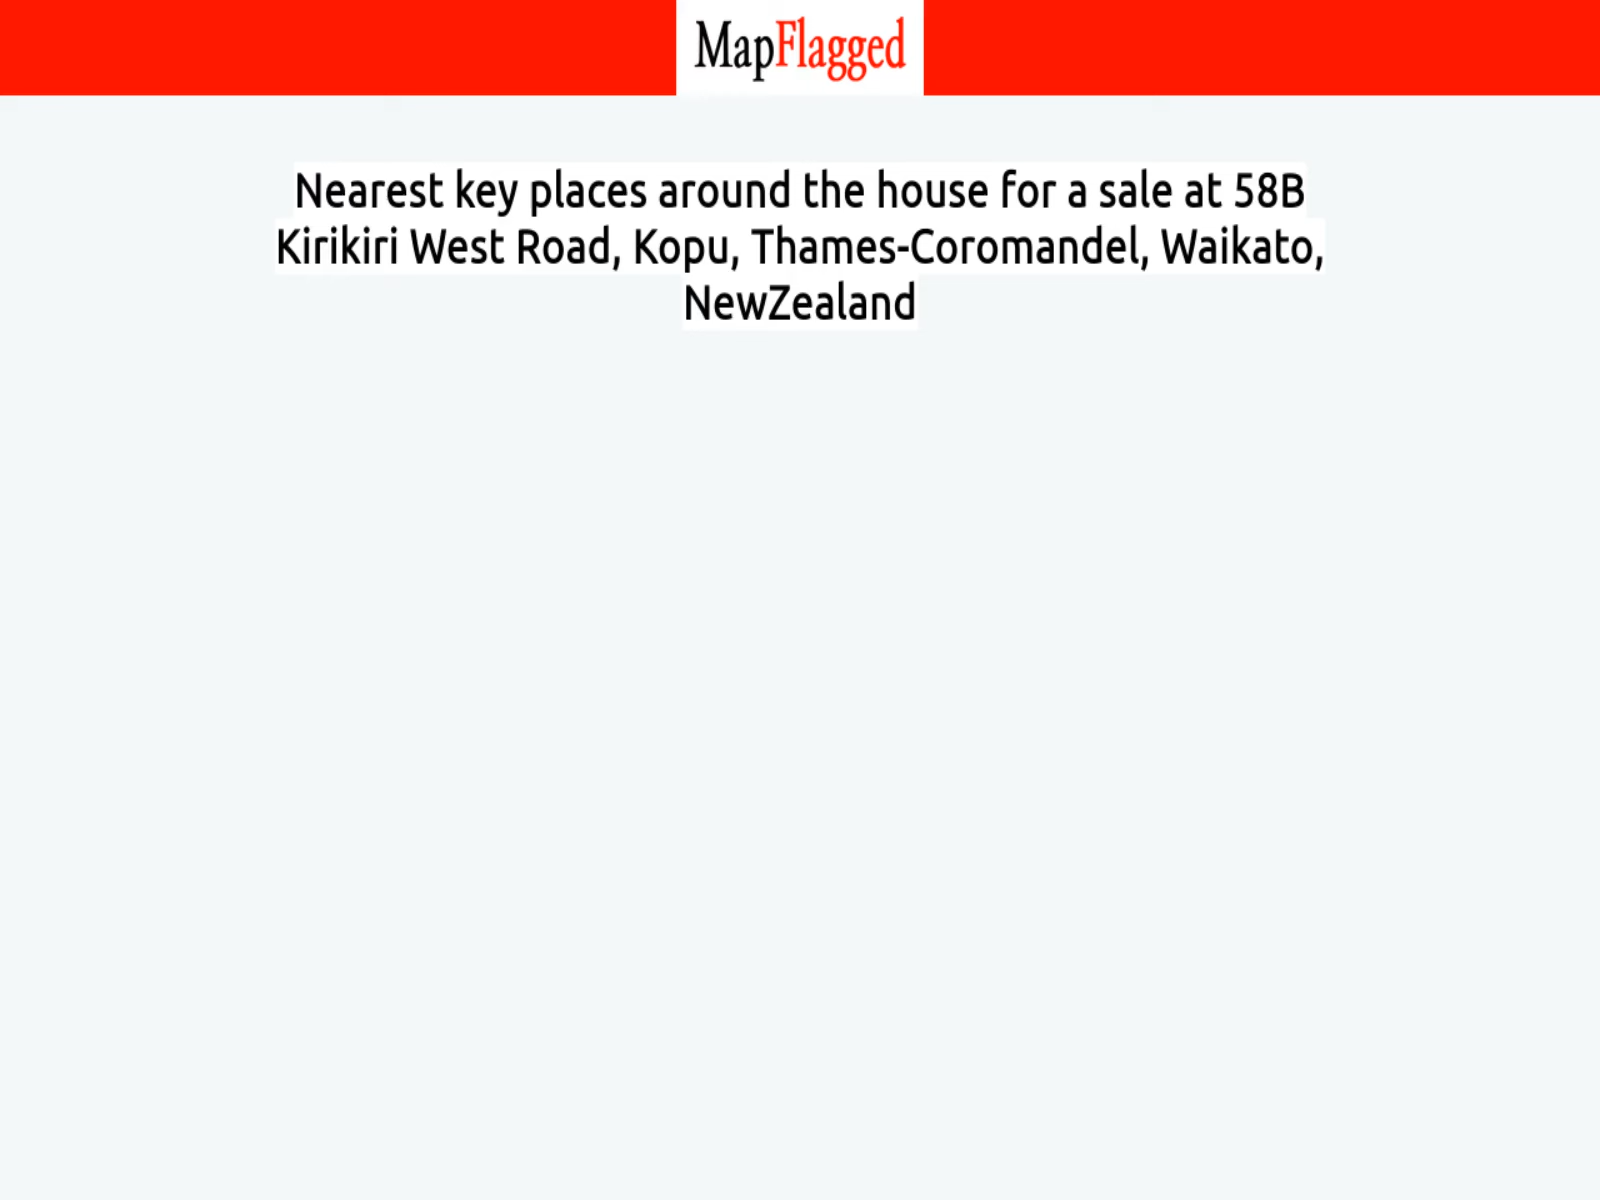 MapFlagged
Nearest key places around the house for a sale at 58B
Kirikiri West Road, Kopu, Thames-Coromandel, Waikato,
NewZealand